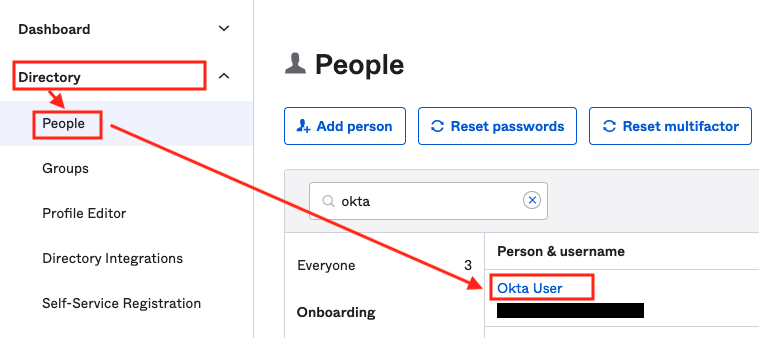 Dashboard
Directory
People
Groups
Profile Editor
Directory Integrations
Self-Service Registration
People
Add person
Reset passwords
Reset multifactor
okta
Everyone 3
Onboarding
Person & username
Okta User